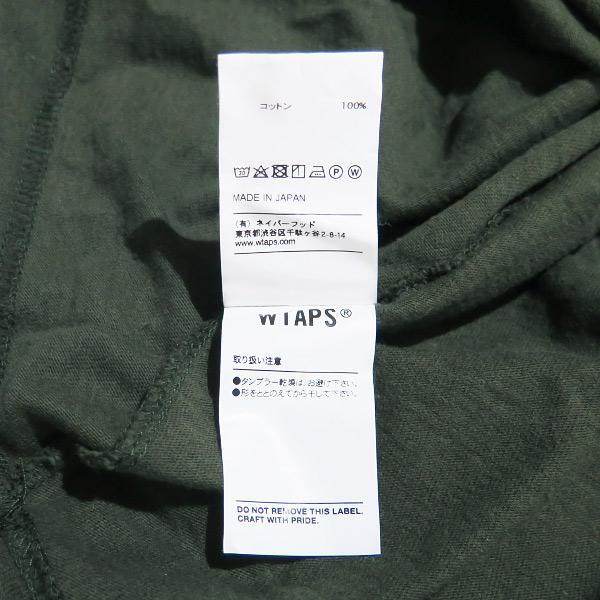 コットン 100%
30 P W
MADE IN JAPAN
(有) ネイバーフッド
東京都渋谷区千駄ヶ谷2-8-14
www.wtaps.com
WTAPS®
取り扱い注意
●タンブラー乾燥は、お避け下さい。
●形をととのえてから干して下さい。
DO NOT REMOVE THIS LABEL.
CRAFT WITH PRIDE.